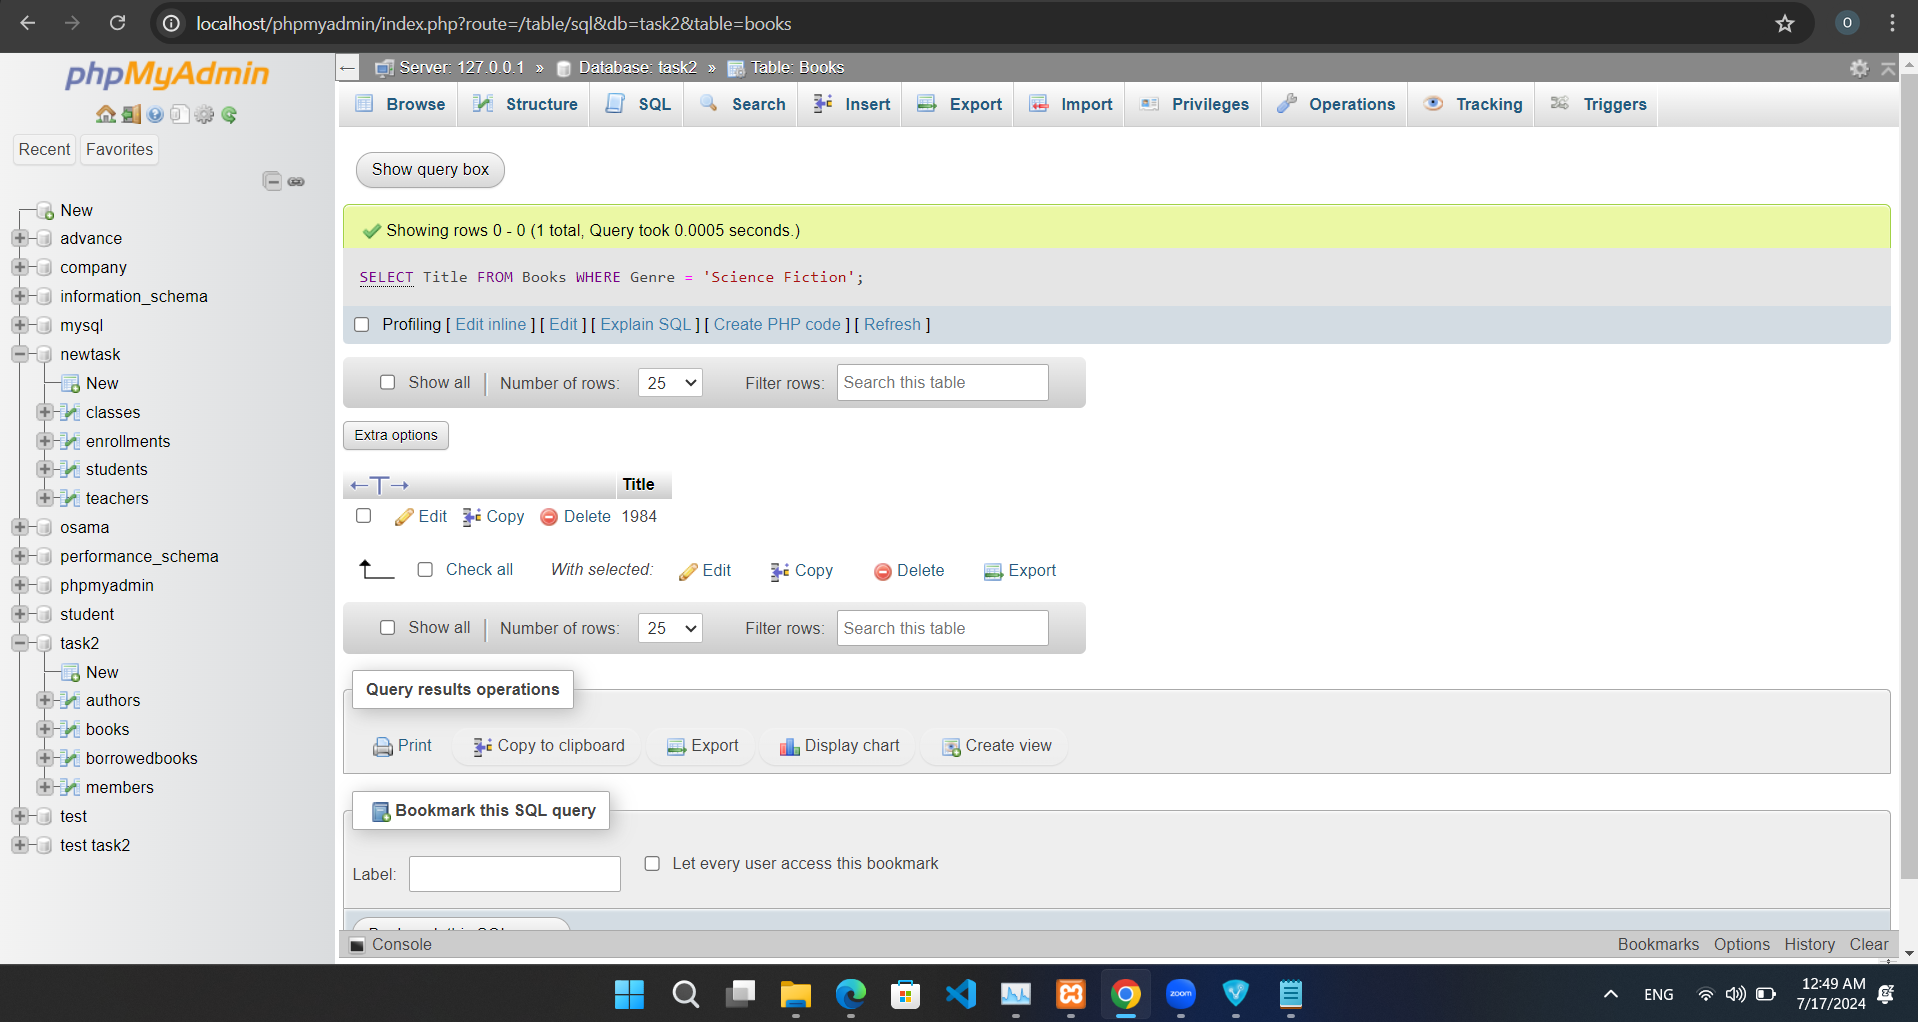 localhost/phpmyadmin/index.php?route=/table/sql&db=task2&table=books
O
phpMyAdmin
Recent
Favorites
New
advance
company
information_schema
mysql
newtask
New
classes
enrollments
students
teachers
osama
performance_schema
phpmyadmin
student
task2
New
authors
books
borrowedbooks
members
test
test task2
Server: 127.0.0.1 » Database: task2 » Table: Books
Browse Structure SQL Search Insert Export Import Privileges Operations Tracking Triggers
Show query box
Showing rows 0 - 0 (1 total, Query took 0.0005 seconds.)
SELECT Title FROM Books WHERE Genre = 'Science Fiction';
Profiling [ Edit inline ] [ Edit ] [ Explain SQL ] [ Create PHP code ] [ Refresh ]
Show all Number of rows: 25 Filter rows: Search this table
Extra options
Title
Edit Copy Delete 1984
Check all With selected: Edit Copy Delete Export
Show all Number of rows: 25 Filter rows: Search this table
Query results operations
Print Copy to clipboard Export Display chart Create view
Bookmark this SQL query
Label: Let every user access this bookmark
Console Bookmarks Options History Clear
zoom
ENG
12:49 AM
7/17/2024